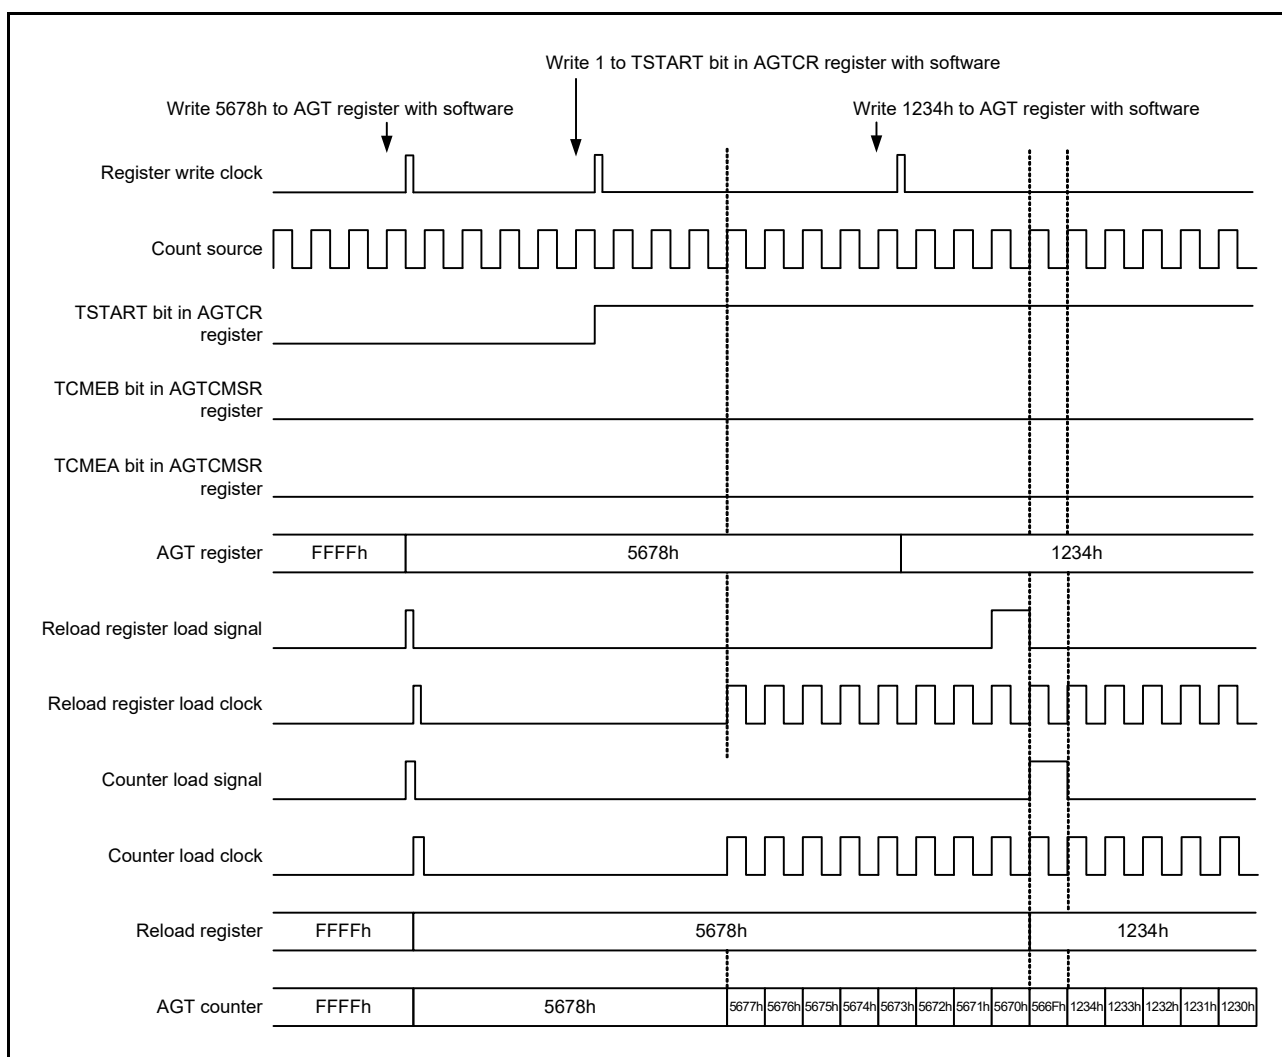 Write 1 to TSTART bit in AGTCR register with software
Write 5678h to AGT register with software
Write 1234h to AGT register with software
Register write clock
Count source
TSTART bit in AGTCR
register
TCMEB bit in AGTCMSR
register
TCMEA bit in AGTCMSR
register
AGT register FFFFh 5678h 1234h
Reload register load signal
Reload register load clock
Counter load signal
Counter load clock
Reload register FFFFh 5678h 1234h
AGT counter FFFFh 5678h 5677h 5676h 5675h 5674h 5673h 5672h 5671h 5670h 566Fh 1234h 1233h 1232h 1231h 1230h